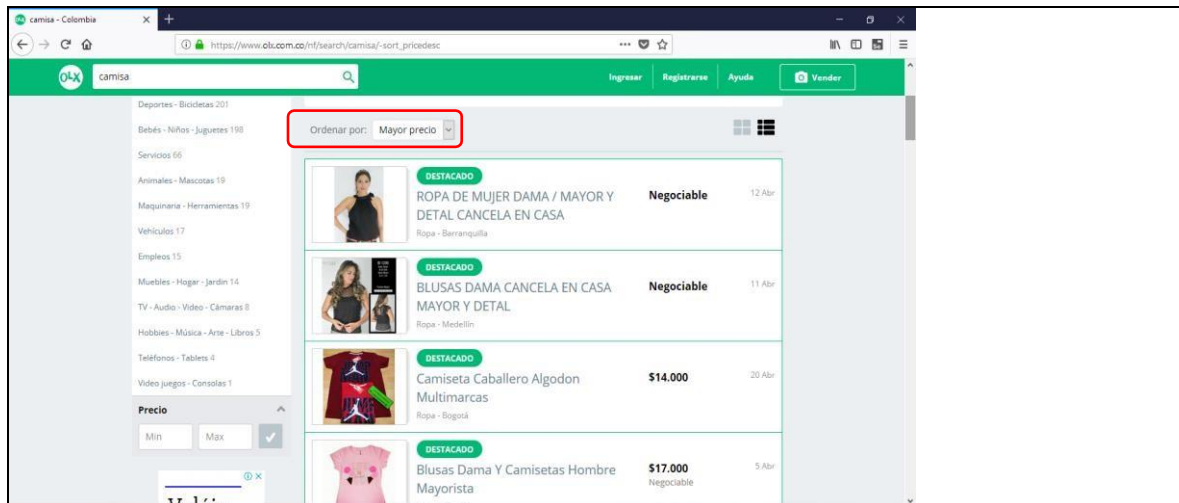 camisa - Colombia
https://www.olx.com.co/nf/search/camisa/-sort_pricedesc
OLX
camisa
Ingresar
Registrarse
Ayuda
Vender
Deportes - Bicicletas 201
Bebés - Niños - Juguetes 198
Servicios 66
Animales - Mascotas 19
Maquinaria - Herramientas 19
Vehículos 17
Empleos 15
Muebles - Hogar - Jardin 14
TV - Audio - Video - Cámaras 8
Hobbies - Música - Arte - Libros 5
Teléfonos - Tablets 4
Video juegos - Consolas 1
Precio
Min
Max
Ordenar por: Mayor precio
DESTACADO
ROPA DE MUJER DAMA / MAYOR Y
DETAL CANCELA EN CASA
Ropa - Barranquilla
Negociable
12 Abr
DESTACADO
BLUSAS DAMA CANCELA EN CASA
MAYOR Y DETAL
Ropa - Medellín
Negociable
11 Abr
DESTACADO
Camiseta Caballero Algodon
Multimarcas
Ropa - Bogotá
$14.000
20 Abr
DESTACADO
Blusas Dama Y Camisetas Hombre
Mayorista
$17.000
Negociable
5 Abr